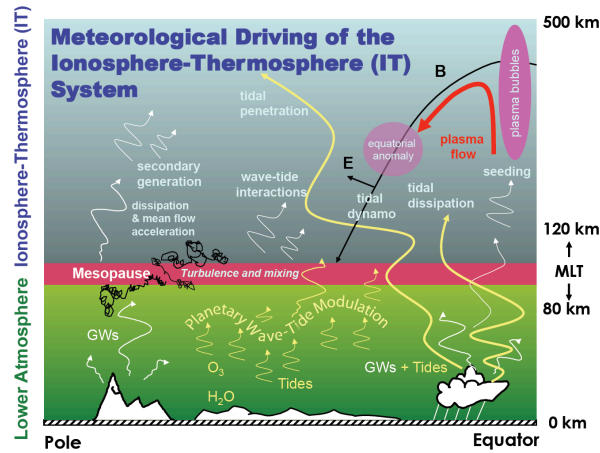 Meteorological Driving of the
Ionosphere-Thermosphere (IT)
System
500 km
Ionosphere-Thermosphere (IT)
Lower Atmosphere
B
plasma bubbles
tidal
penetration
equatorial
anomaly
plasma
flow
secondary
generation
wave-tide
interactions
E
seeding
tidal
dynamo
tidal
dissipation
dissipation
& mean flow
acceleration
120 km
Mesopause
Turbulence and mixing
MLT
80 km
Planetary Wave-Tide Modulation
GWs
O3
H2O
Tides
GWs + Tides
0 km
Pole
Equator